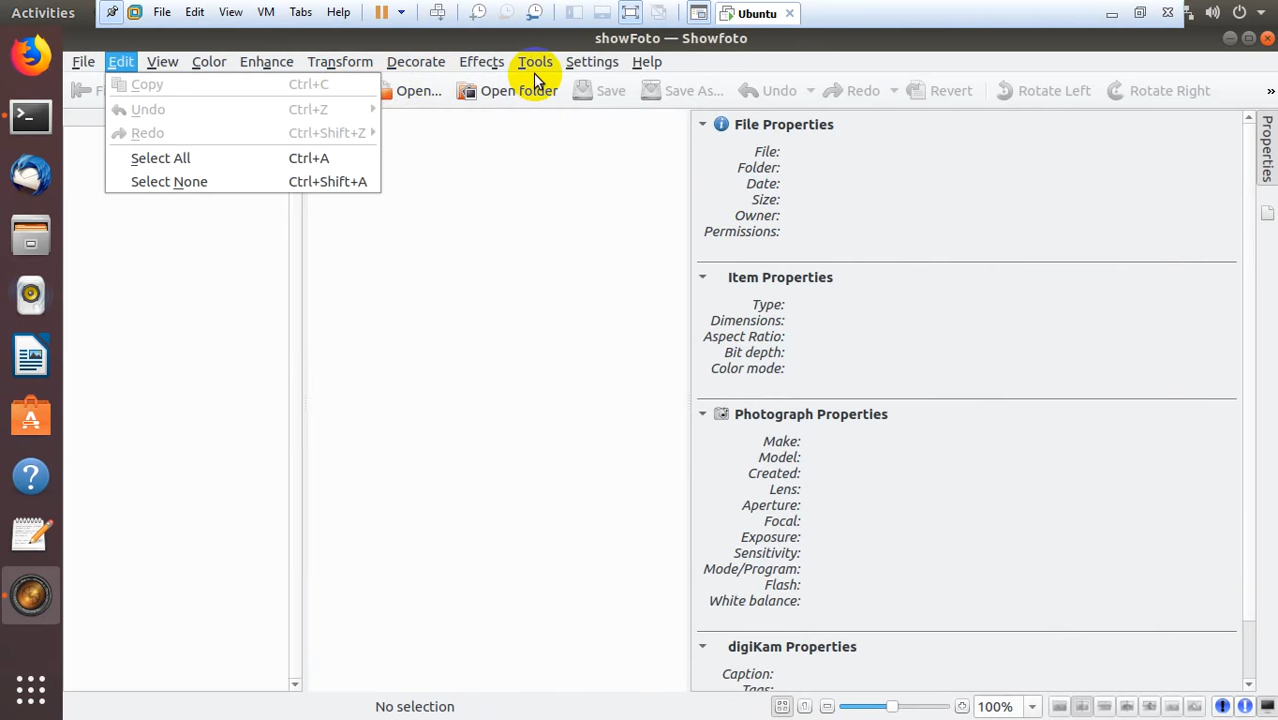 Activities File Edit View VM Tabs Help Ubuntu
showFoto — Showfoto
File Edit View Color Enhance Transform Decorate Effects Tools Settings Help
F Open... Open folder Save Save As... Undo Redo Revert Rotate Left Rotate Right
Copy Ctrl+C
Undo Ctrl+Z
Redo Ctrl+Shift+Z
Select All Ctrl+A
Select None Ctrl+Shift+A
File Properties
File:
Folder:
Date:
Size:
Owner:
Permissions:
Item Properties
Type:
Dimensions:
Aspect Ratio:
Bit depth:
Color mode:
Photograph Properties
Make:
Model:
Created:
Lens:
Aperture:
Focal:
Exposure:
Sensitivity:
Mode/Program:
Flash:
White balance:
digiKam Properties
Caption:
Tags:
Properties
No selection 100%